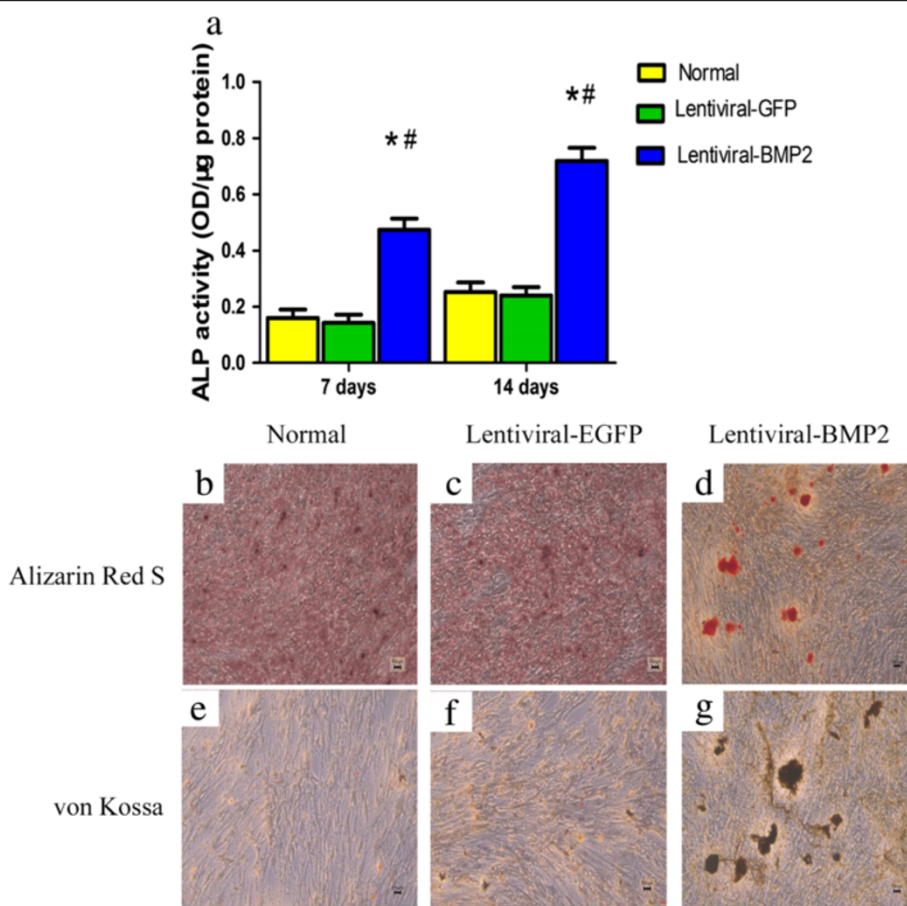 a
ALP activity (OD/µg protein)
1.0
0.8
0.6
0.4
0.2
0.0
*#
*#
7 days
14 days
Normal
Lentiviral-GFP
Lentiviral-BMP2
Normal
Lentiviral-EGFP
Lentiviral-BMP2
Alizarin Red S
b
c
d
von Kossa
e
f
g